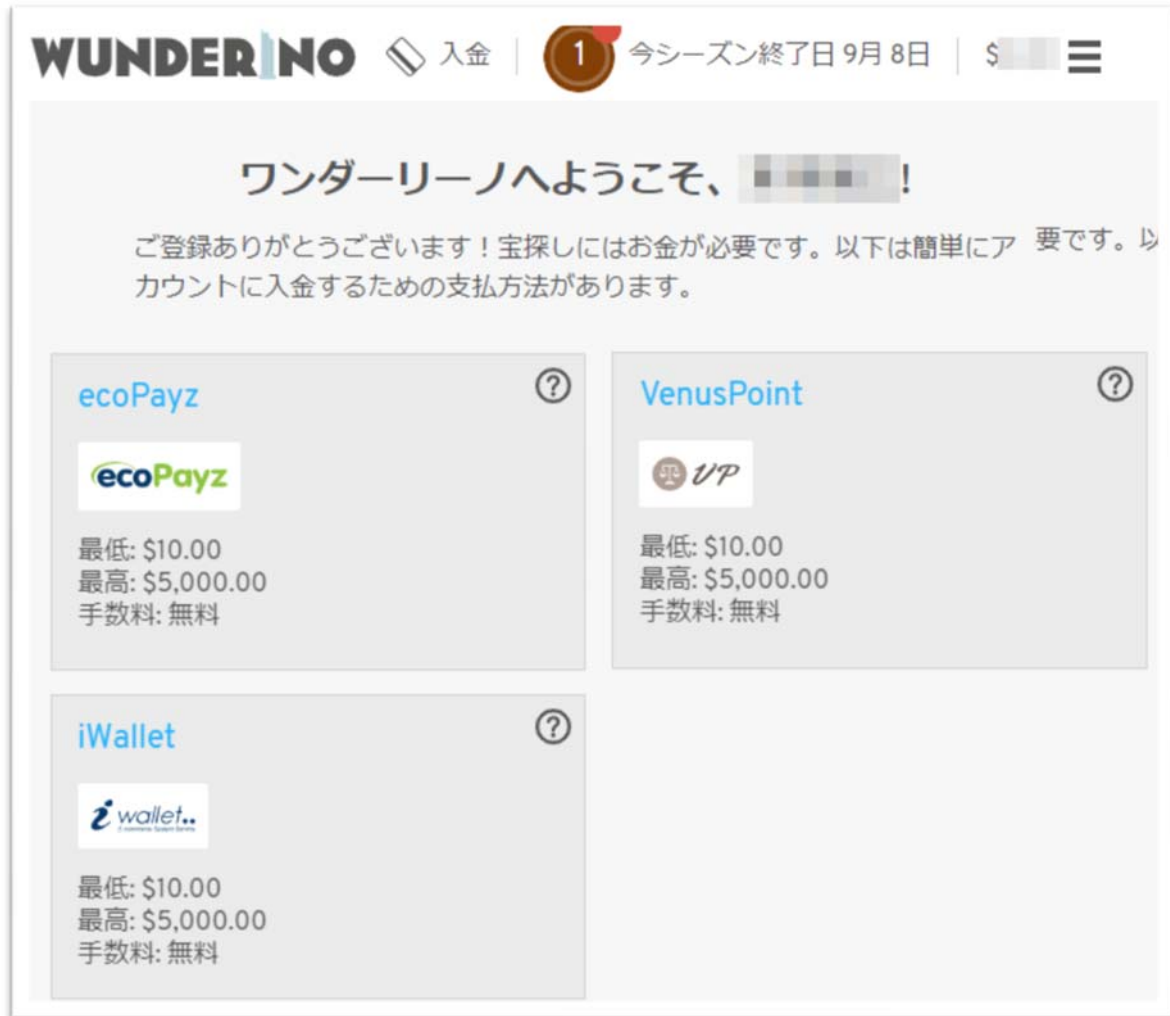 WUNDERINO 入金 1 今シーズン終了日 9月 8日 $
ワンダーリーノへようこそ、 !
ご登録ありがとうございます！宝探しにはお金が必要です。以下は簡単にア 要です。以
カウントに入金するための支払方法があります。
ecoPayz
ecoPayz
最低: $10.00
最高: $5,000.00
手数料: 無料
VenusPoint
VP
最低: $10.00
最高: $5,000.00
手数料: 無料
iWallet
i wallet..
最低: $10.00
最高: $5,000.00
手数料: 無料